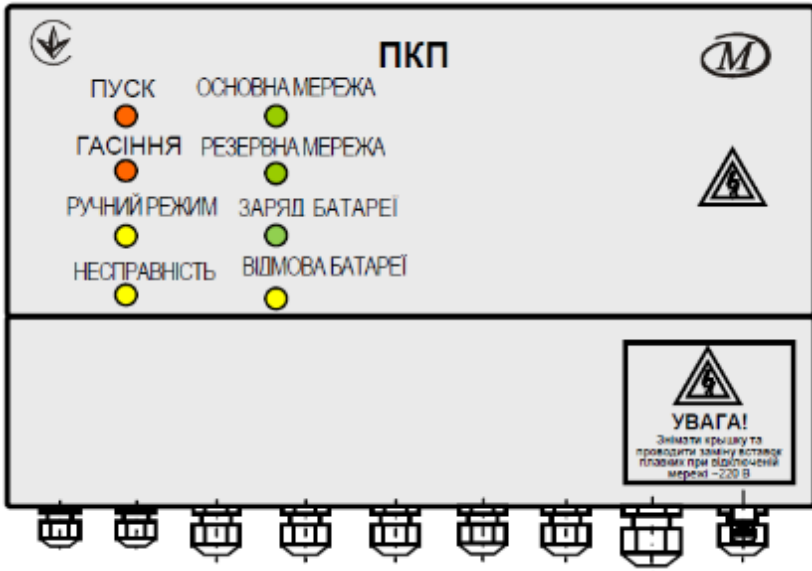 ПКП
ПУСК ОСНОВНА МЕРЕЖА
ГАСІННЯ РЕЗЕРВНА МЕРЕЖА
РУЧНИЙ РЕЖИМ ЗАРЯД БАТАРЕЇ
НЕСПРАВНІСТЬ ВІДМОВА БАТАРЕЇ
М
УВАГА!
Знімати крышку та
проводити заміну вставок
плавких при відключеній
мережі ~220 В